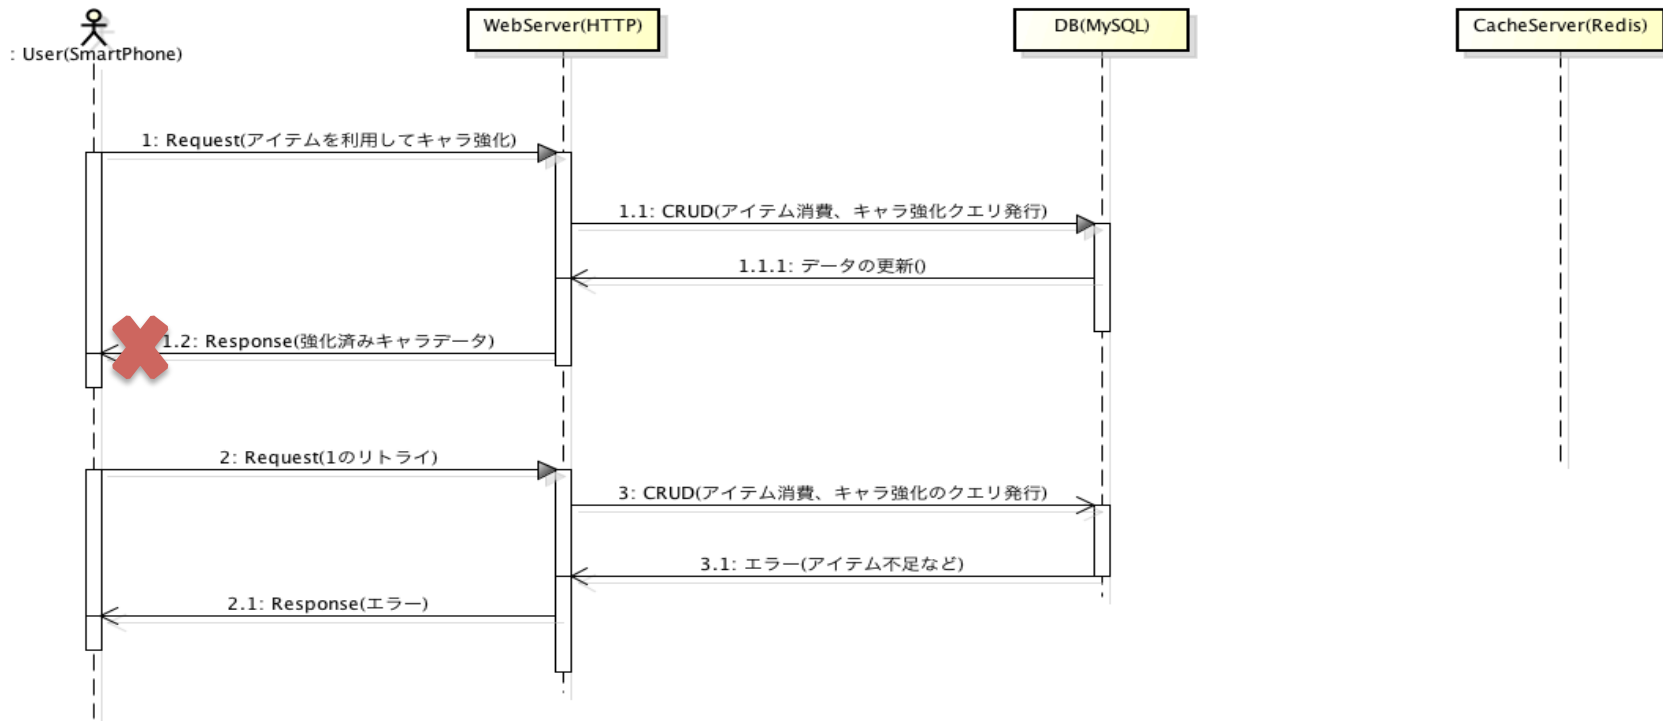 WebServer(HTTP)
DB(MySQL)
CacheServer(Redis)
: User(SmartPhone)
1: Request(アイテムを利用してキャラ強化)
1.1: CRUD(アイテム消費、キャラ強化クエリ発行)
1.1.1: データの更新()
1.2: Response(強化済みキャラデータ)
2: Request(1のリトライ)
3: CRUD(アイテム消費、キャラ強化のクエリ発行)
3.1: エラー(アイテム不足など)
2.1: Response(エラー)